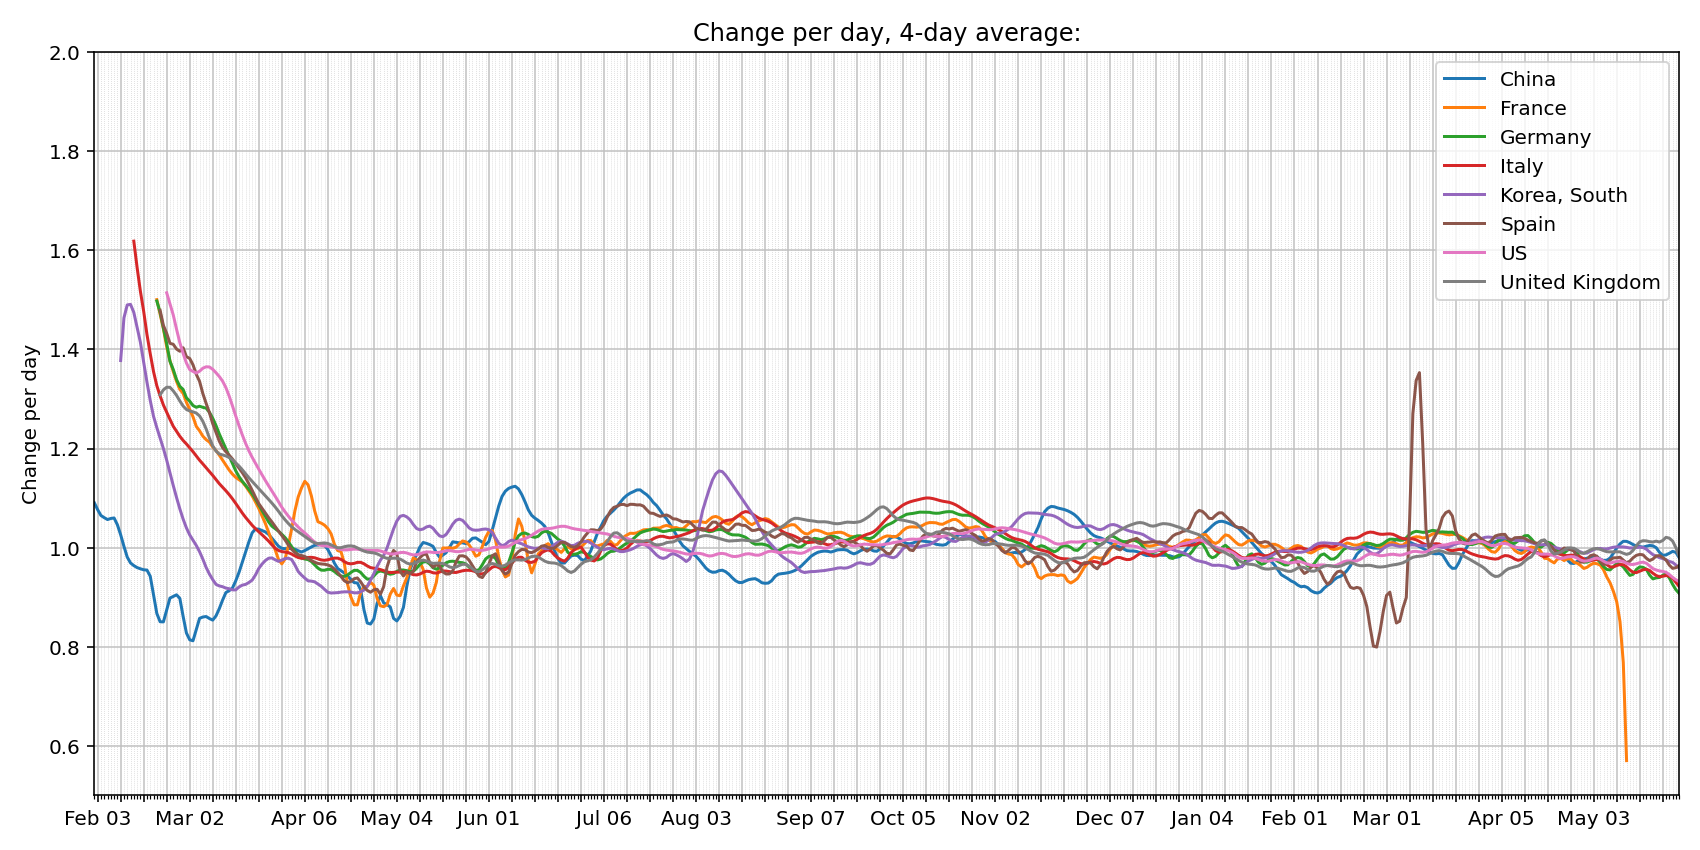 Change per day, 4-day average:
2.0
1.8
1.6
1.4
1.2
1.0
0.8
0.6
Change per day
China
France
Germany
Italy
Korea, South
Spain
US
United Kingdom
Feb 03 Mar 02 Apr 06 May 04 Jun 01 Jul 06 Aug 03 Sep 07 Oct 05 Nov 02 Dec 07 Jan 04 Feb 01 Mar 01 Apr 05 May 03